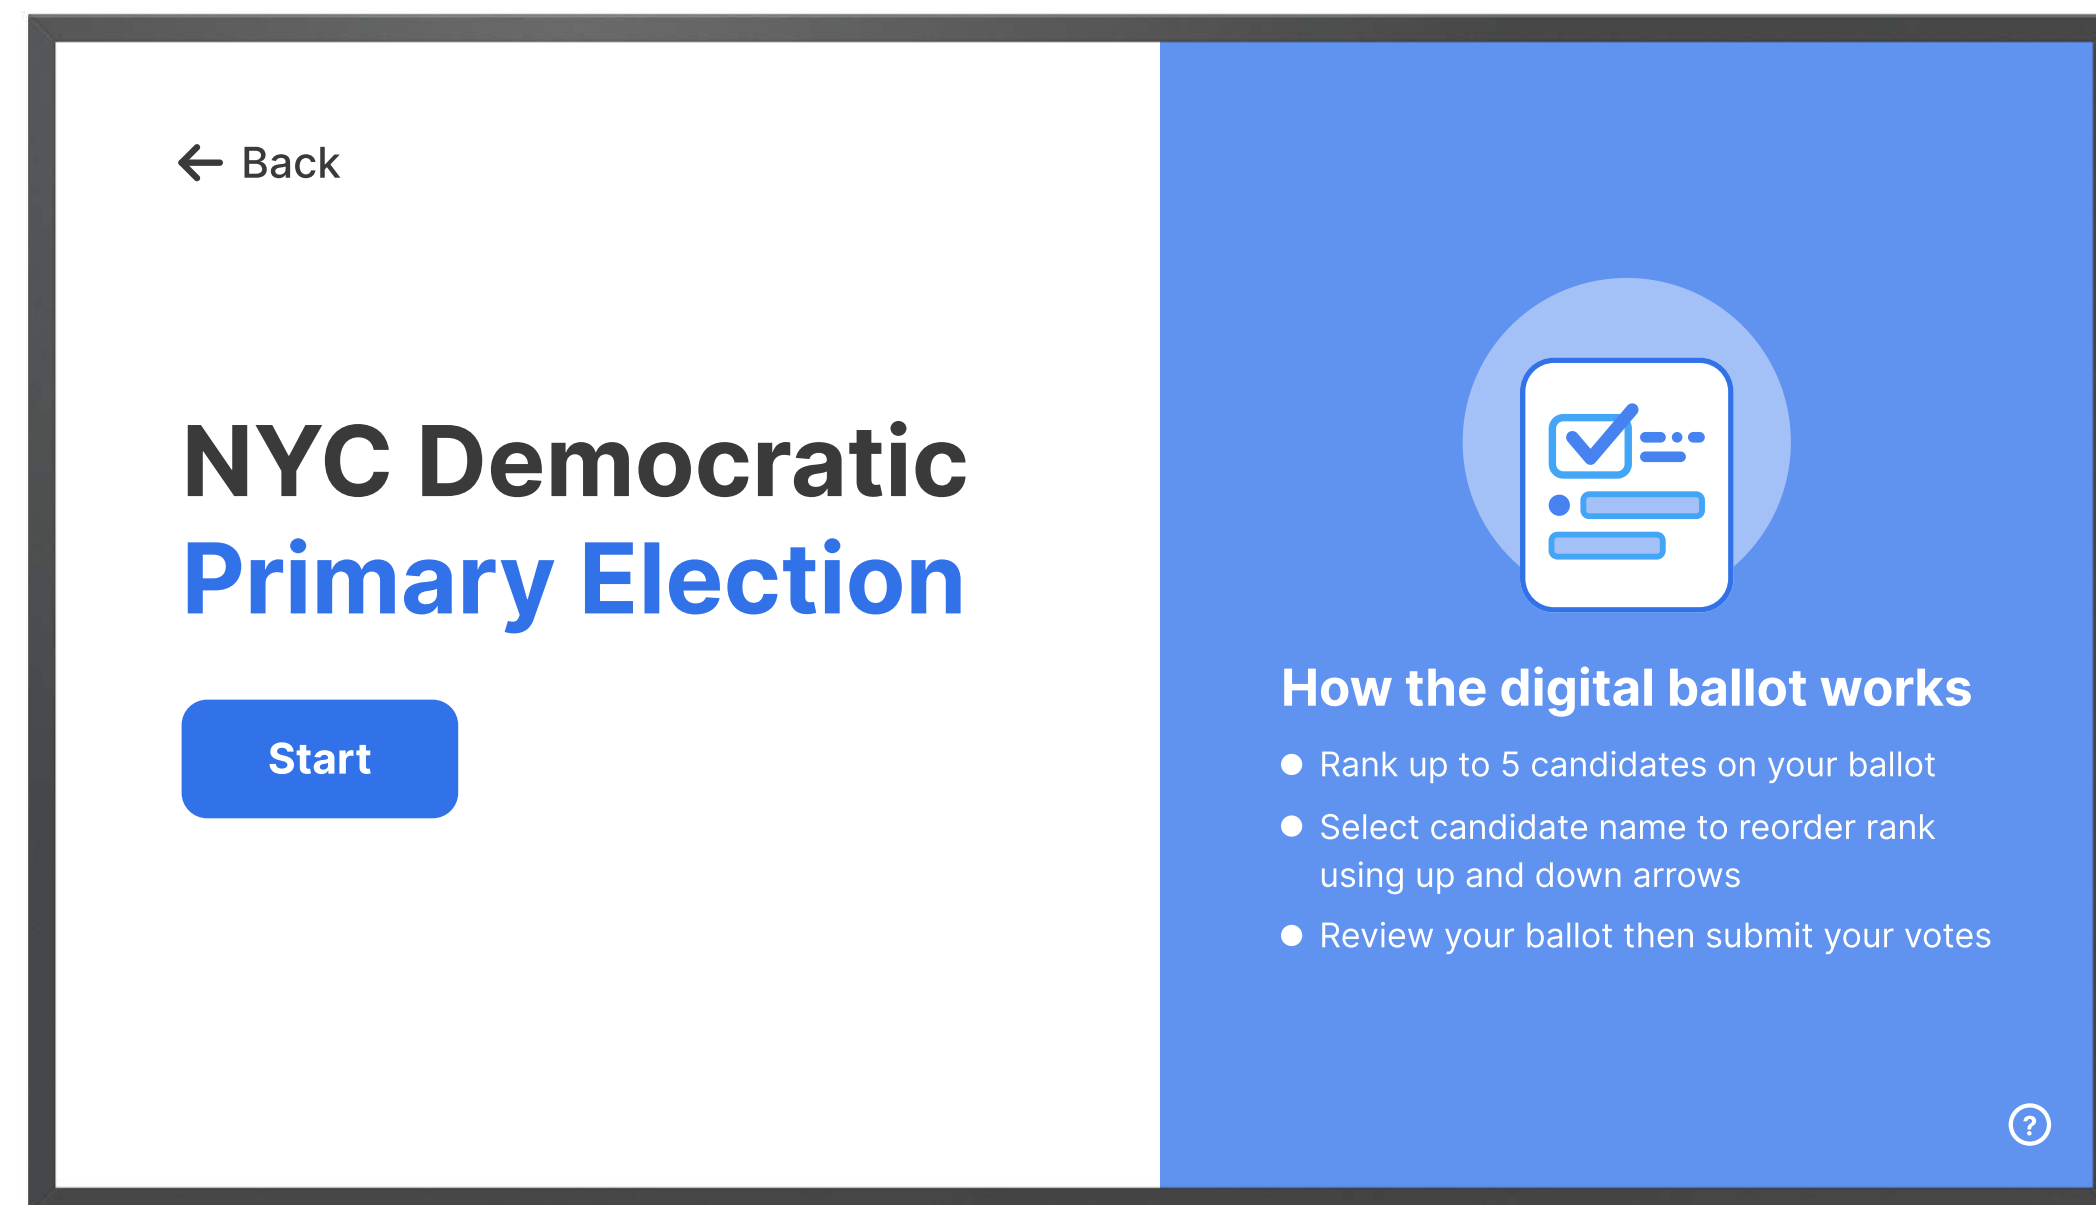 Back
NYC Democratic
Primary Election
Start
How the digital ballot works
Rank up to 5 candidates on your ballot
Select candidate name to reorder rank
using up and down arrows
Review your ballot then submit your votes
?